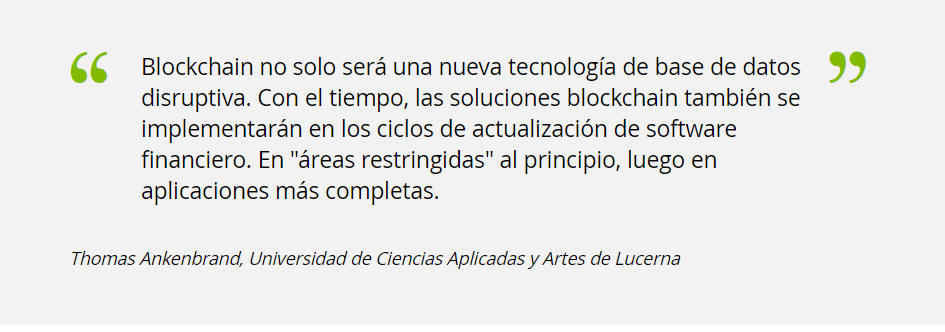 “ Blockchain no solo será una nueva tecnología de base de datos ”
disruptiva. Con el tiempo, las soluciones blockchain también se
implementarán en los ciclos de actualización de software
financiero. En "áreas restringidas" al principio, luego en
aplicaciones más completas.
Thomas Ankenbrand, Universidad de Ciencias Aplicadas y Artes de Lucerna